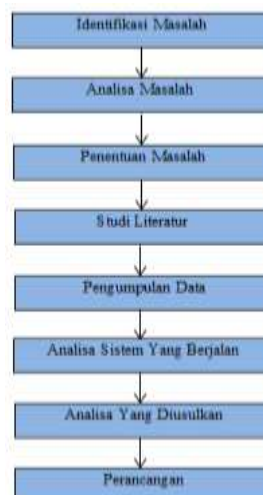 Identifikasi Masalah
Analisa Masalah
Penentuan Masalah
Studi Literatur
Pengumpulan Data
Analisa Sistem Yang Berjalan
Analisa Yang Diusulkan
Perancangan